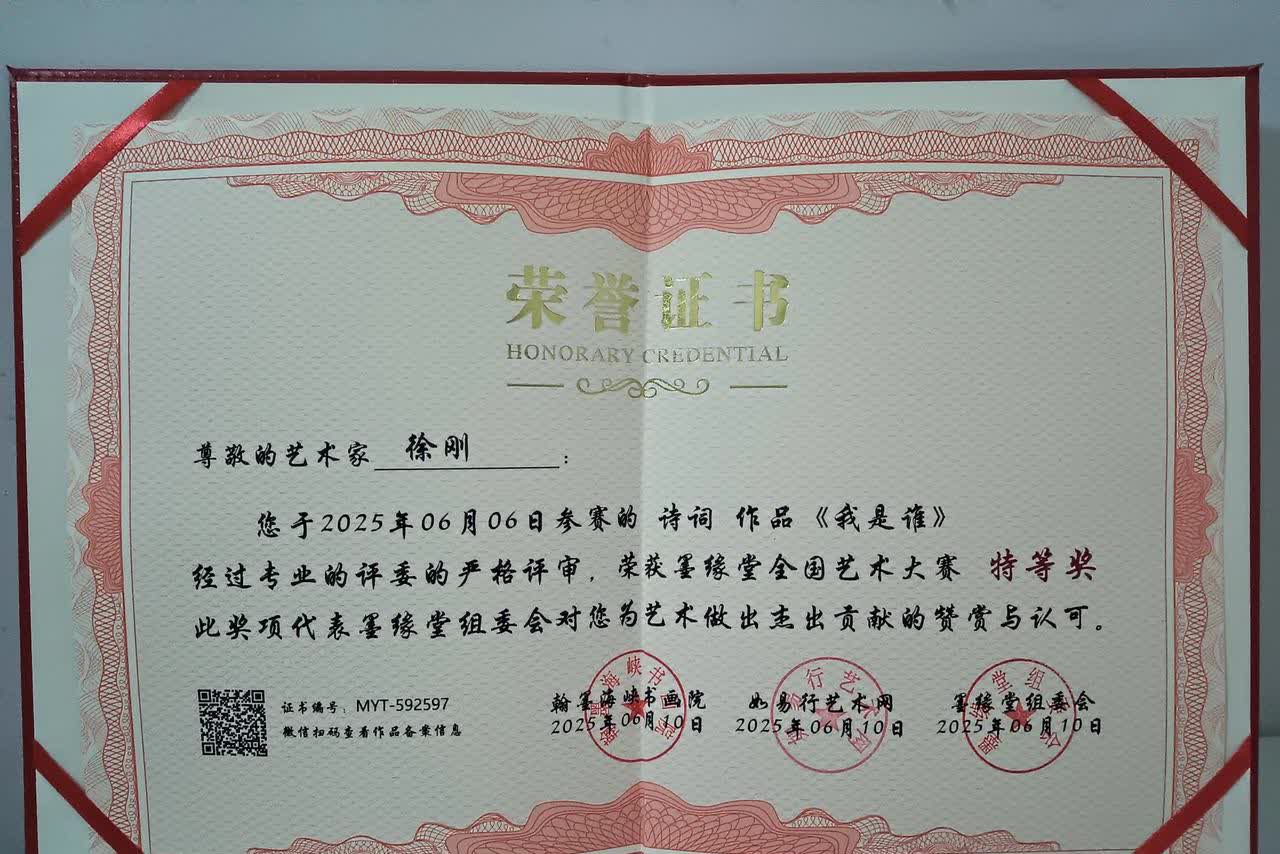 荣誉证书
HONORARY CREDENTIAL
尊敬的艺术家 徐刚：
您于2025年06月06日参赛的 诗词 作品《我是谁》
经过专业的评委的严格评审，荣获墨缘堂全国艺术大赛 特等奖
此奖项代表墨缘堂组委会对您为艺术做出杰出贡献的赞赏与认可。
证书编号：MYT-592597
微信扫码查看作品备案信息
翰墨海峡书画院
2025年06月10日
如易行艺术网
2025年06月10日
墨缘堂组委会
2025年06月10日